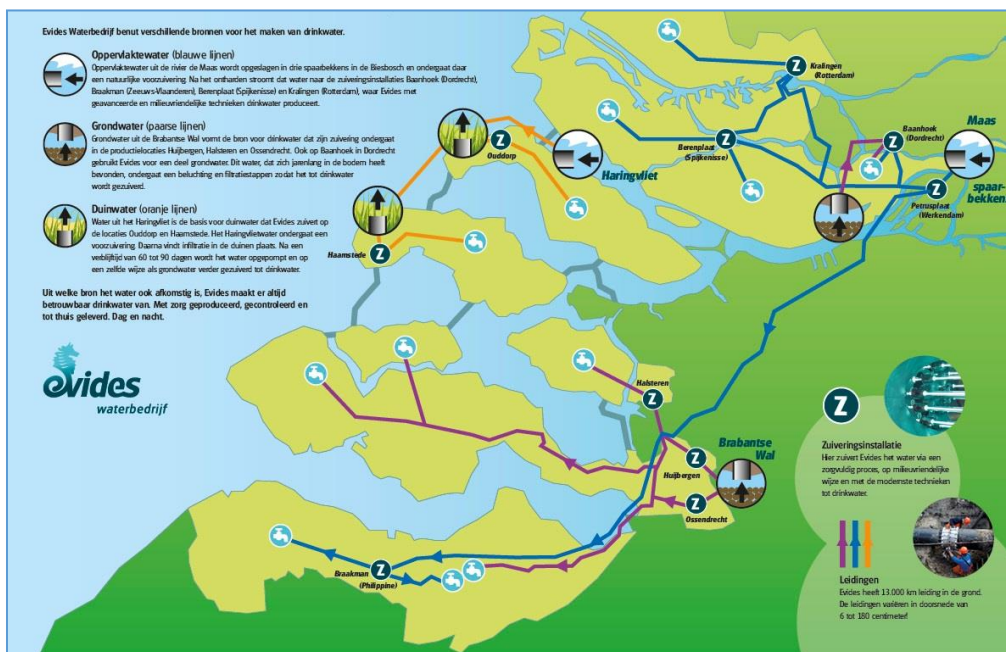 Evides Waterbedrijf benut verschillende bronnen voor het maken van drinkwater.
Oppervlaktewater (blauwe lijnen)
Oppervlaktewater uit de rivier de Maas wordt opgeslagen in drie spaarbekkens in de Biesbosch en ondergaat daar
een natuurlijke voorzuivering. Na het ontharden stroomt dat water naar de zuiveringsinstallaties Baanhoek (Dordrecht),
Braakman (Zeeuws-Vlaanderen), Berenplaat (Spijkenisse) en Kralingen (Rotterdam), waar Evides met
geavanceerde en milieuvriendelijke technieken drinkwater produceert.
Grondwater (paarse lijnen)
Grondwater uit de Brabantse Wal vormt de bron voor drinkwater dat zijn zuivering ondergaat
in de productielocaties Huijbergen, Halsteren en Ossendrecht. Ook op Baanhoek in Dordrecht
gebruikt Evides voor een deel grondwater. Dit water, dat zich jarenlang in de bodem heeft
bevonden, ondergaat een beluchting en filtratiestappen zodat het tot drinkwater
wordt gezuiverd.
Duinwater (oranje lijnen)
Water uit het Haringvliet is de basis voor duinwater dat Evides zuivert op
de locaties Ouddorp en Haamstede. Het Haringvlietwater ondergaat een
voorzuivering. Daarna vindt infiltratie in de duinen plaats. Na een
verblijftijd van 60 tot 90 dagen wordt het water opgepompt en op
een zelfde wijze als grondwater verder gezuiverd tot drinkwater.
Uit welke bron het water ook afkomstig is, Evides maakt er altijd
betrouwbaar drinkwater van. Met zorg geproduceerd, gecontroleerd en
tot thuis geleverd. Dag en nacht.
evides
waterbedrijf
Z
Kralingen
(Rotterdam)
Z
Ouddorp
Haringvliet
Z
Berenplaat
(Spijkenisse)
Baanhoek
(Dordrecht)
Z
Maas
spaar-
bekken
Z
Petrusplaat
(Werkendam)
Z
Haamstede
Halsteren
Z
Brabantse
Wal
Z
Huijbergen
Z
Ossendrecht
Z
Braakman
(Philippine)
Z
Zuiveringsinstallatie
Hier zuivert Evides het water via een
zorgvuldig proces, op milieuvriendelijke
wijze en met de modernste technieken
tot drinkwater.
Leidingen
Evides heeft 13.000 km leiding in de grond.
De leidingen variëren in doorsnede van
6 tot 180 centimeter!